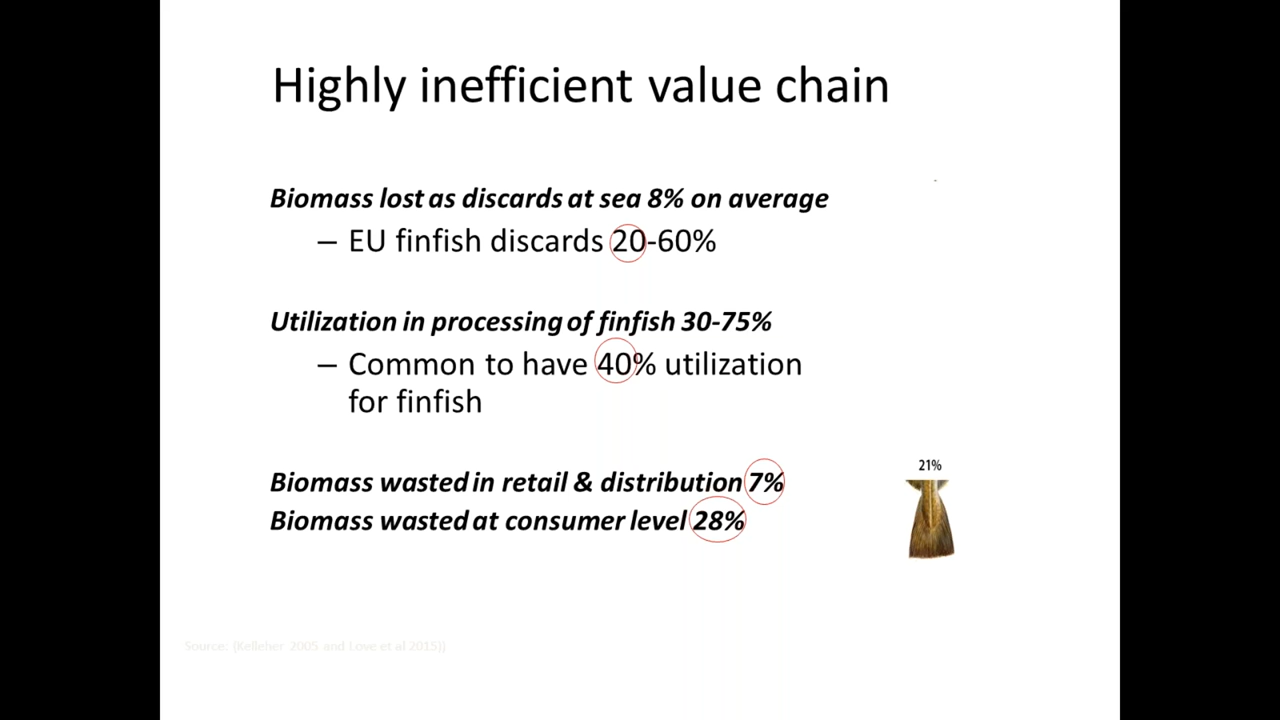 Highly inefficient value chain
Biomass lost as discards at sea 8% on average
– EU finfish discards 20-60%
Utilization in processing of finfish 30-75%
– Common to have 40% utilization
for finfish
Biomass wasted in retail & distribution 7%
21%
Biomass wasted at consumer level 28%
Source: (Kelleher 2005 and Love et al 2015))